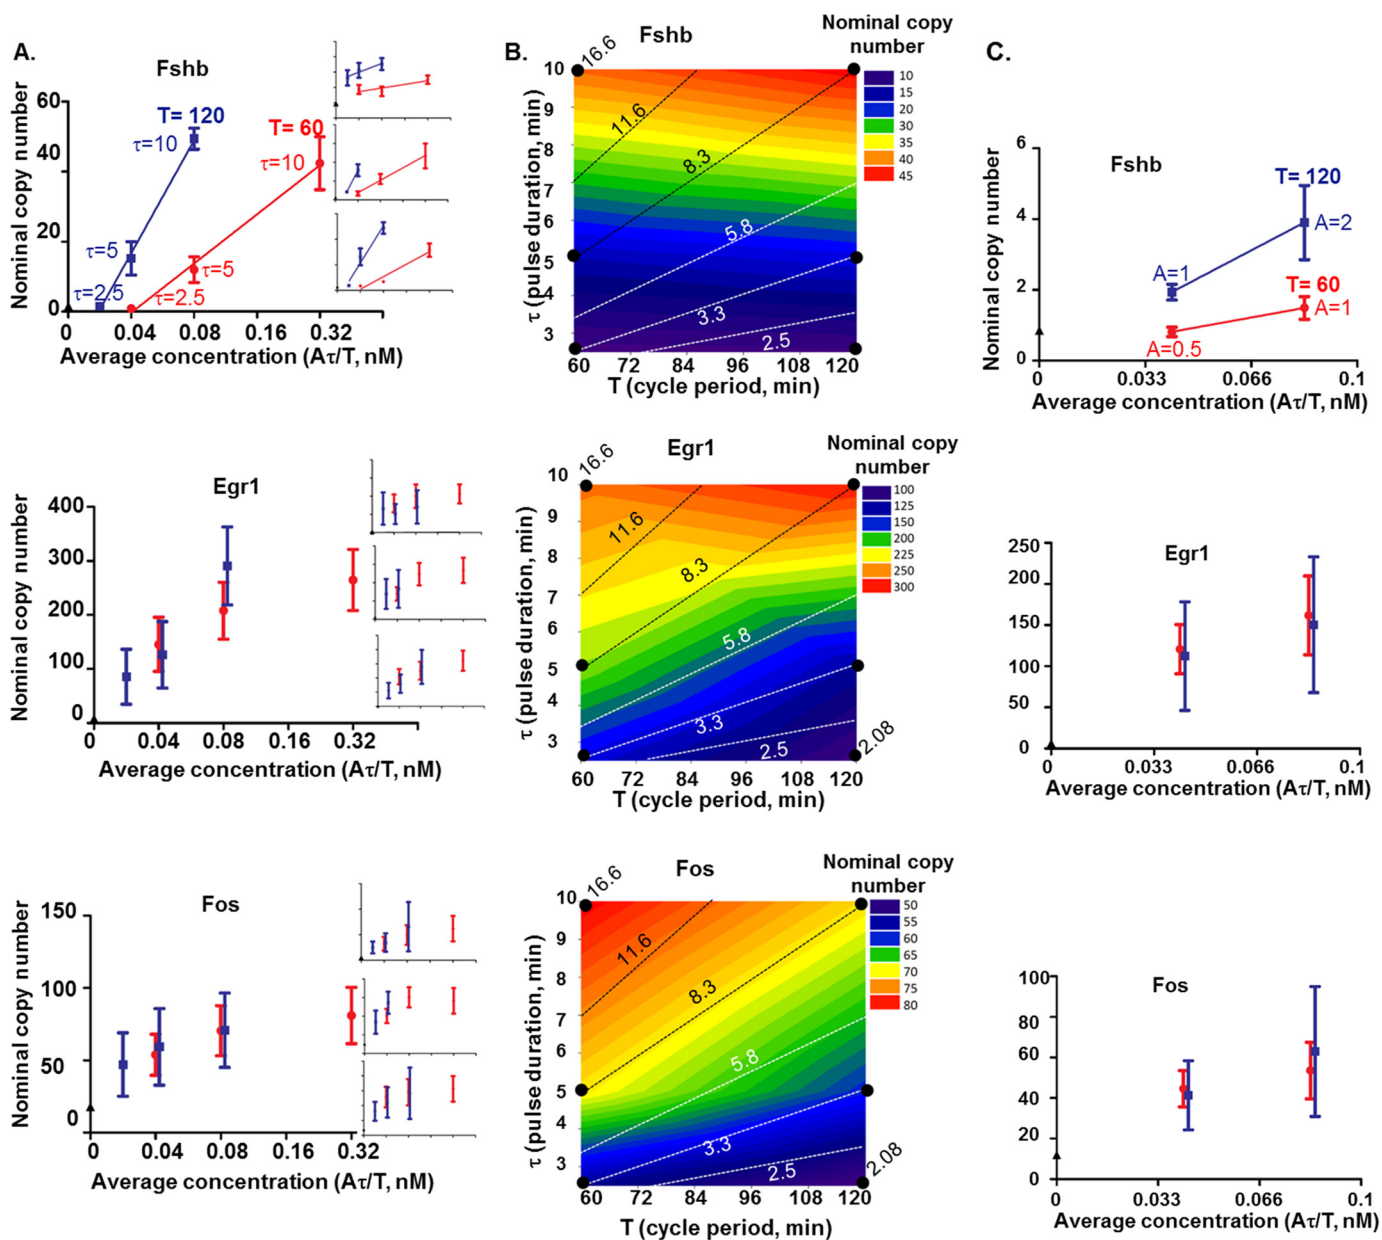 A.
Fshb
Nominal copy number
60
40
20
0
T= 120
τ=10
τ=5
τ=2.5
T= 60
τ=10
τ=5
τ=2.5
0 0.04 0.08 0.16 0.32
Average concentration (Aτ/T, nM)
B.
Fshb
Nominal copy
number
16.6
τ (pulse duration, min)
10
9
8
7
6
5
4
3
11.6
8.3
5.8
3.3
2.5
10
15
20
30
35
40
45
60 72 84 96 108 120
T (cycle period, min)
C.
Fshb
Nominal copy number
6
4
2
0
T= 120
A=2
A=1
T= 60
A=1
A=0.5
0 0.033 0.066 0.1
Average concentration (Aτ/T, nM)
Egr1
Nominal copy number
400
300
200
100
0
0 0.04 0.08 0.16 0.32
Average concentration (Aτ/T, nM)
Egr1
Nominal copy
number
16.6
τ (pulse duration, min)
10
9
8
7
6
5
4
3
11.6
8.3
5.8
3.3
2.5
2.08
100
125
150
200
225
250
300
60 72 84 96 108 120
T (cycle period, min)
Egr1
250
200
150
100
50
0
0 0.033 0.066 0.1
Average concentration (Aτ/T, nM)
Fos
Nominal copy number
150
100
50
0
0 0.04 0.08 0.16 0.32
Average concentration (Aτ/T, nM)
Fos
Nominal copy
number
16.6
τ (pulse duration, min)
10
9
8
7
6
5
4
3
11.6
8.3
5.8
3.3
2.5
2.08
50
55
60
65
70
75
80
60 72 84 96 108 120
T (cycle period, min)
Fos
100
80
60
40
20
0
0 0.033 0.066 0.1
Average concentration (Aτ/T, nM)